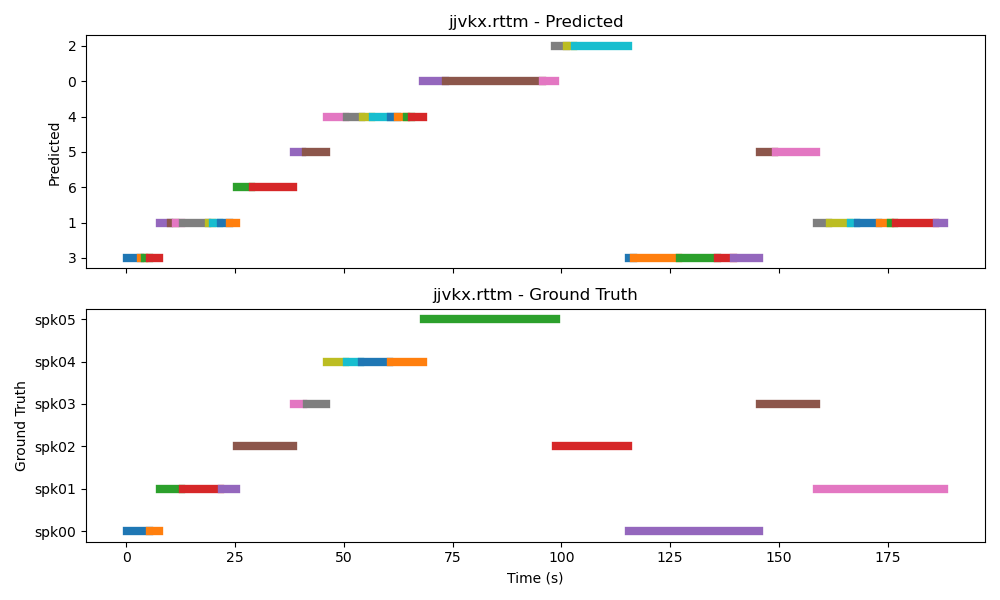 jjvkx.rttm - Predicted
2
0
4
5
6
1
3
Predicted
jjvkx.rttm - Ground Truth
spk05
spk04
spk03
spk02
spk01
spk00
Ground Truth
0 25 50 75 100 125 150 175
Time (s)